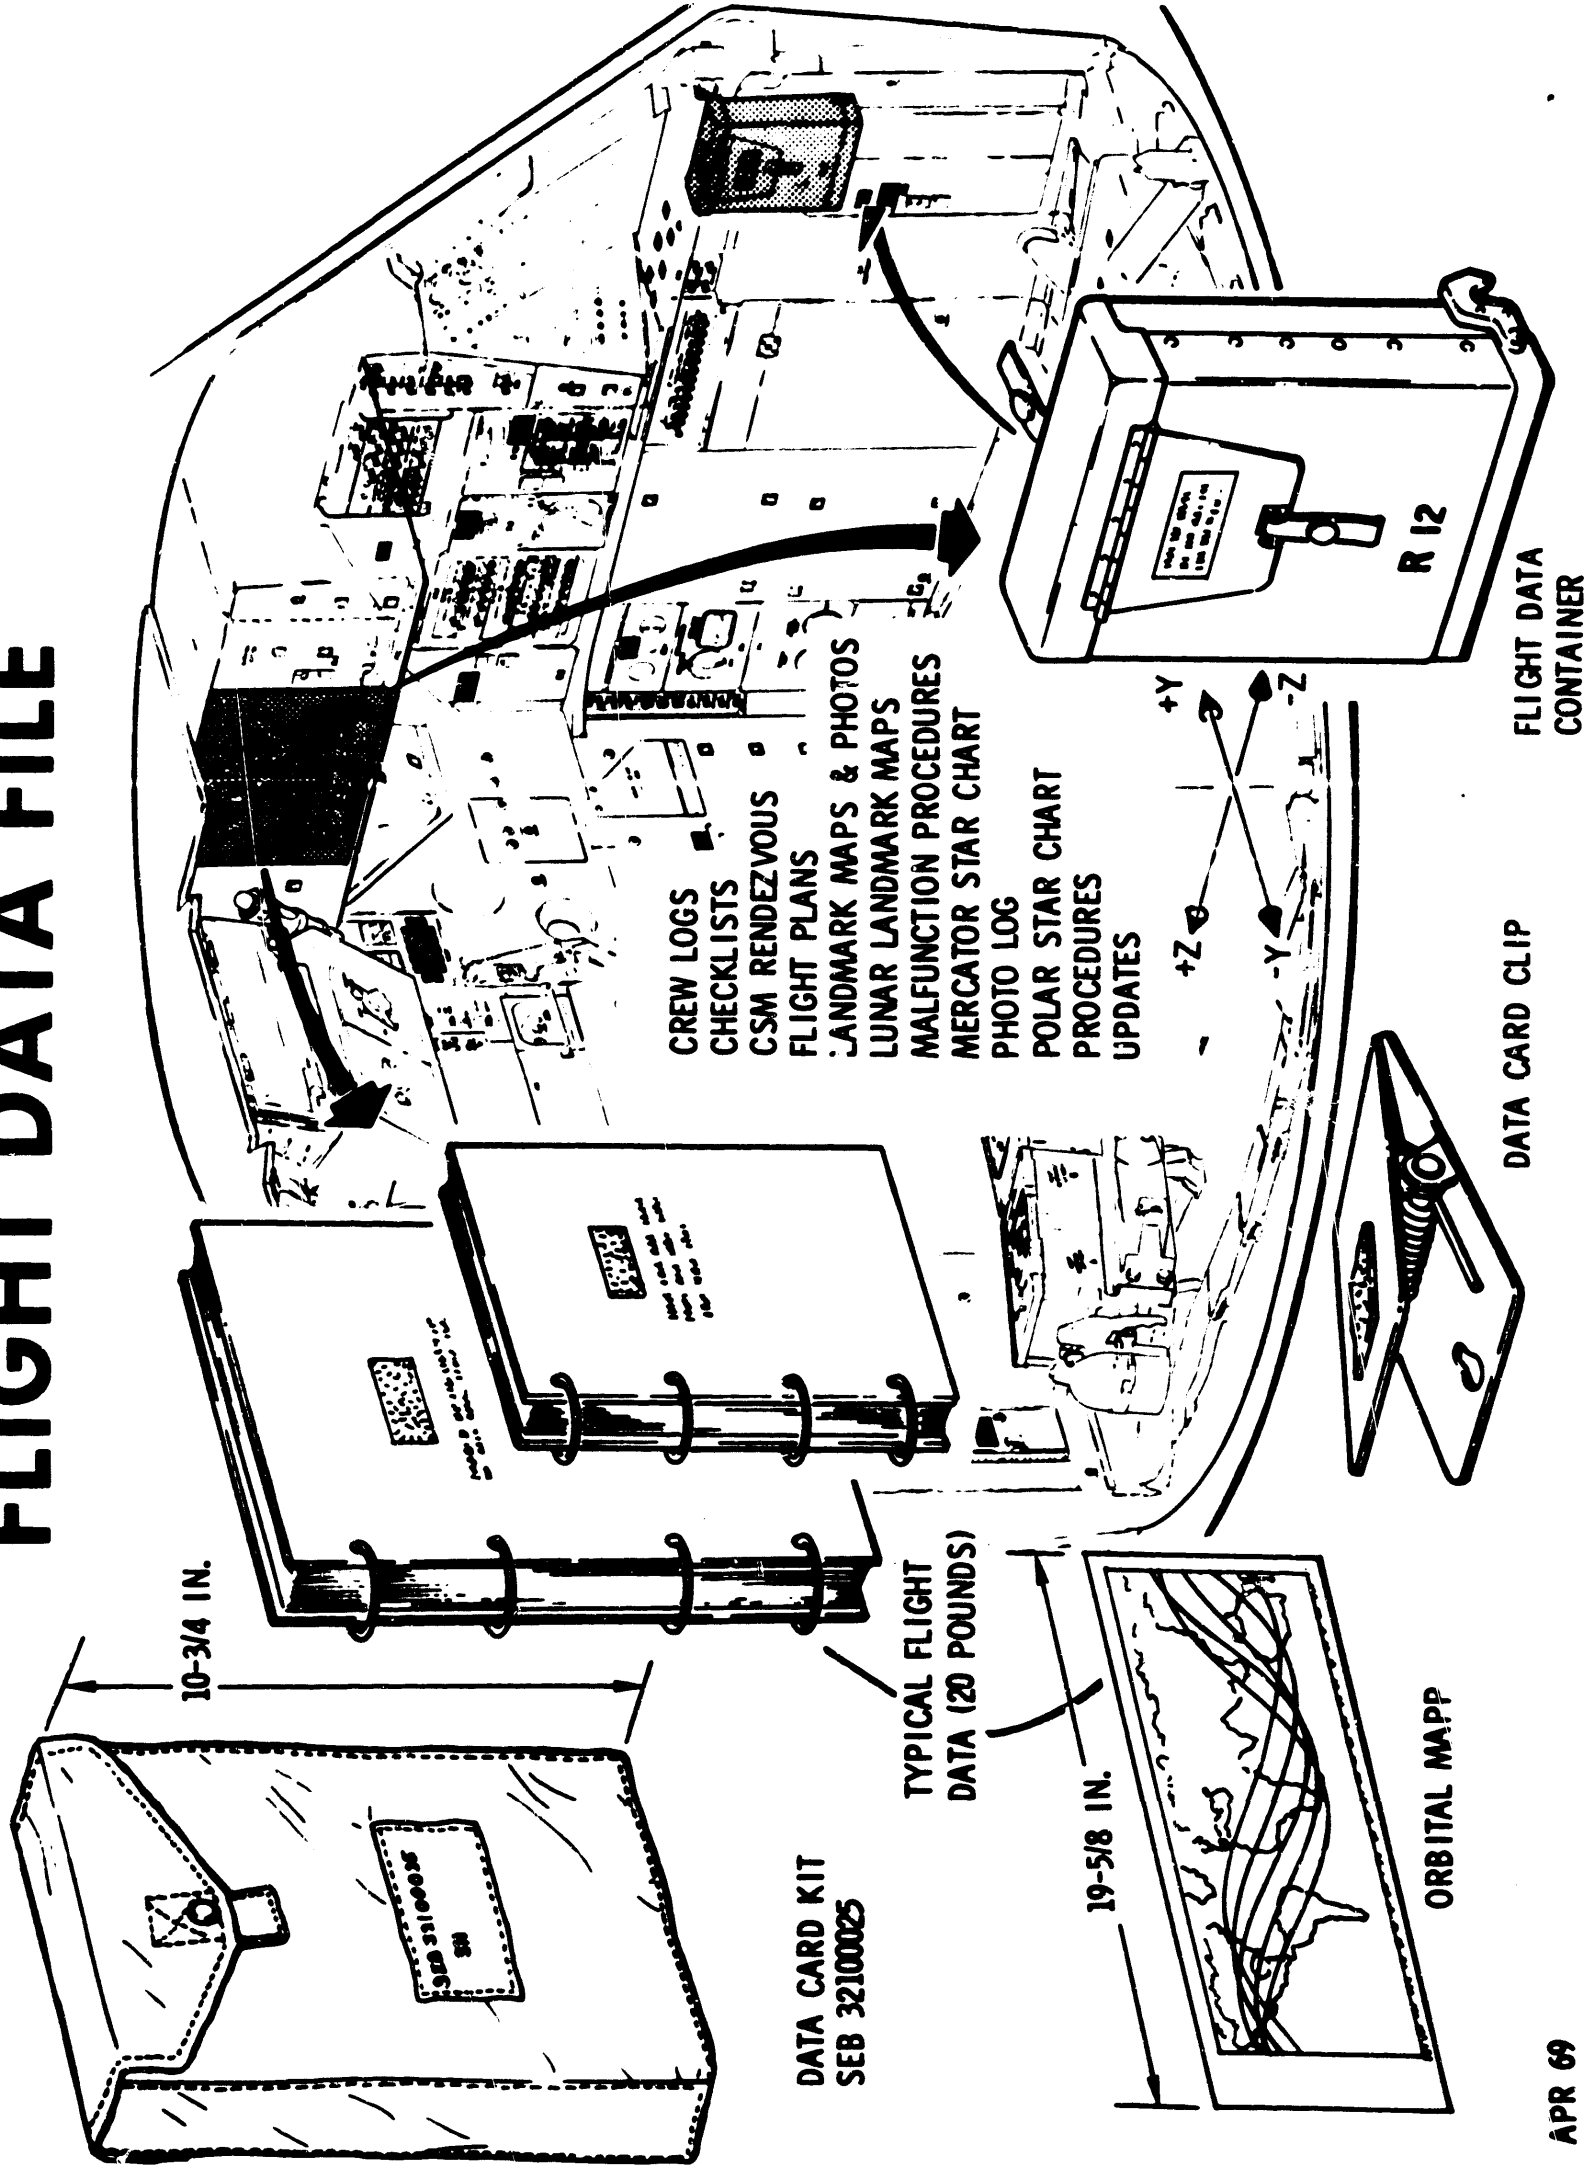 FLIGHT DATA FILE
10-3/4 IN.
SEB 32100025
SN
DATA CARD KIT
SEB 32100025
TYPICAL FLIGHT
DATA (20 POUNDS)
19-5/8 IN.
ORBITAL MAPP
CREW LOGS
CHECKLISTS
CSM RENDEZVOUS
FLIGHT PLANS
LANDMARK MAPS & PHOTOS
LUNAR LANDMARK MAPS
MALFUNCTION PROCEDURES
MERCATOR STAR CHART
PHOTO LOG
POLAR STAR CHART
PROCEDURES
UPDATES
+Z
+Y
-Y
-Z
DATA CARD CLIP
R 12
FLIGHT DATA
CONTAINER
APR 69